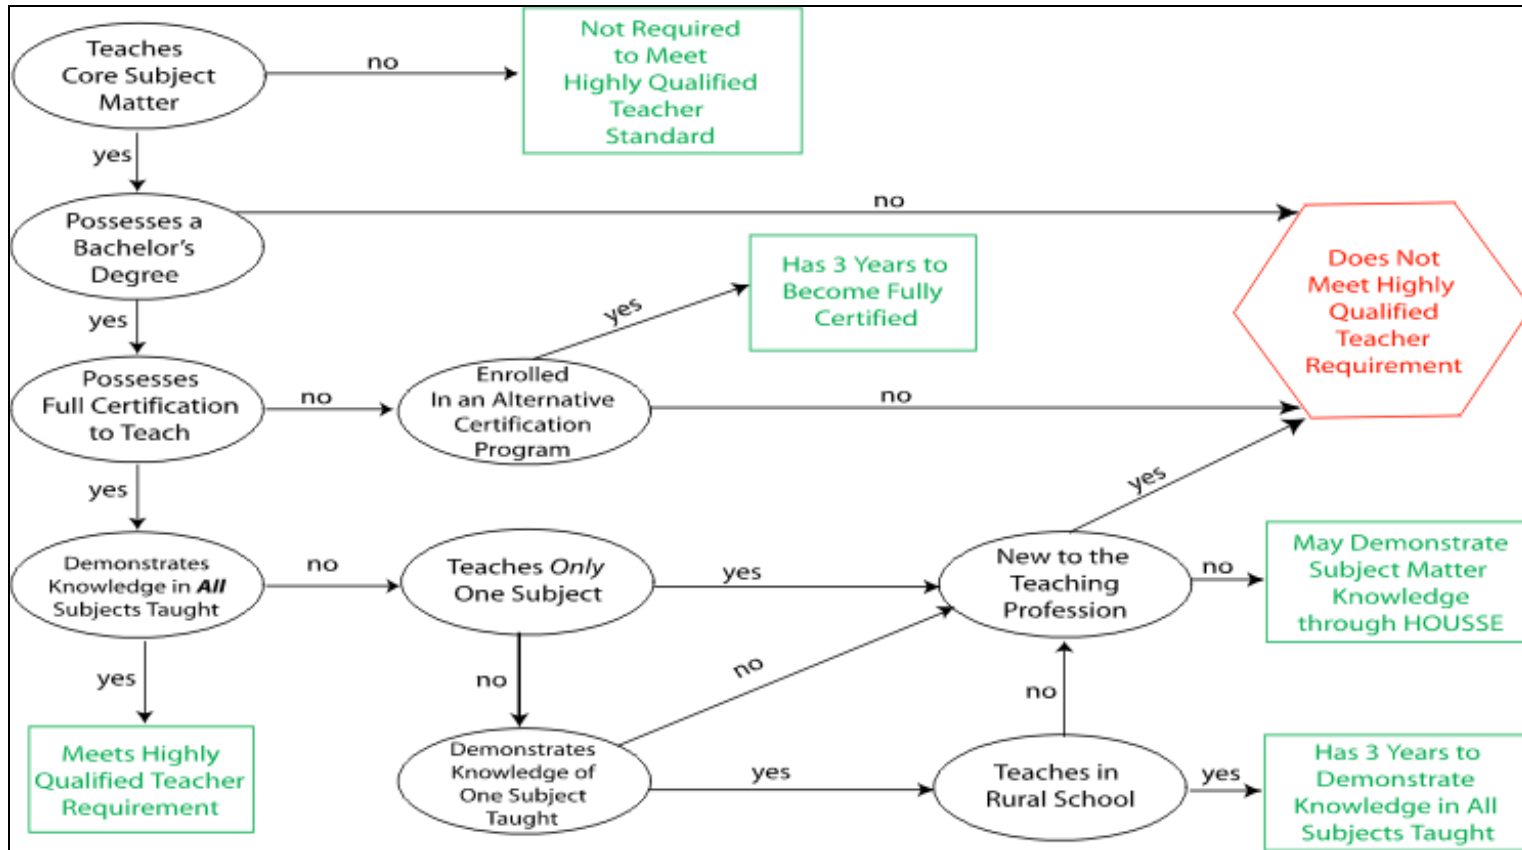 Teaches
Core Subject
Matter
no
Not Required
to Meet
Highly Qualified
Teacher
Standard
yes
Possesses a
Bachelor's
Degree
no
Does Not
Meet Highly
Qualified
Teacher
Requirement
yes
Possesses
Full Certification
to Teach
no
Enrolled
In an Alternative
Certification
Program
yes
Has 3 Years to
Become Fully
Certified
no
yes
Demonstrates
Knowledge in All
Subjects Taught
no
Teaches Only
One Subject
yes
New to the
Teaching
Profession
yes
no
May Demonstrate
Subject Matter
Knowledge
through HOUSSE
yes
Meets Highly
Qualified Teacher
Requirement
no
Demonstrates
Knowledge of
One Subject
Taught
no
yes
Teaches in
Rural School
no
yes
Has 3 Years to
Demonstrate
Knowledge in All
Subjects Taught